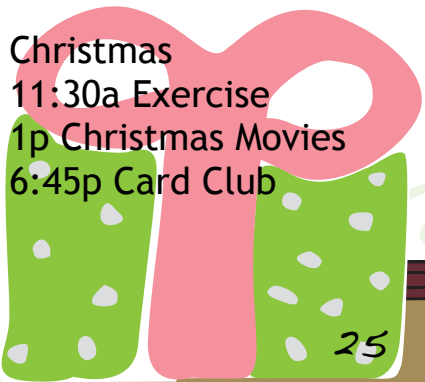 Christmas
11:30a Exercise
1p Christmas Movies
6:45p Card Club
25